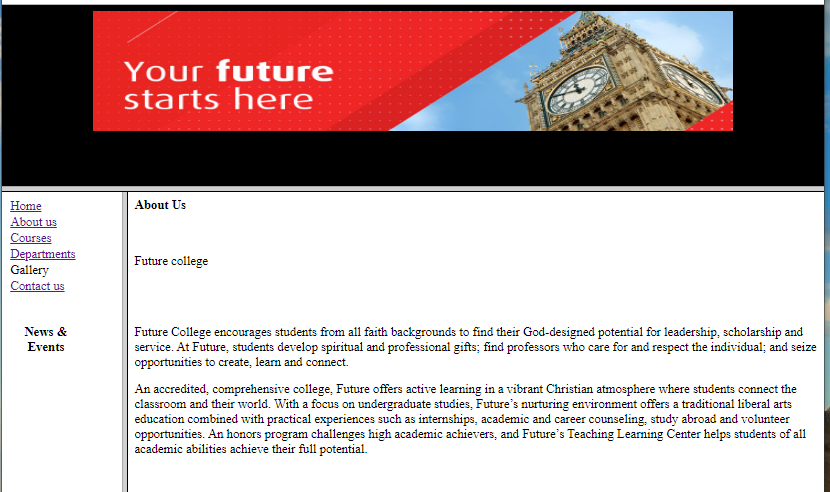 Your future
starts here
Home
About us
Courses
Departments
Gallery
Contact us
News &
Events
About Us
Future college
Future College encourages students from all faith backgrounds to find their God-designed potential for leadership, scholarship and
service. At Future, students develop spiritual and professional gifts; find professors who care for and respect the individual; and seize
opportunities to create, learn and connect.
An accredited, comprehensive college, Future offers active learning in a vibrant Christian atmosphere where students connect the
classroom and their world. With a focus on undergraduate studies, Future’s nurturing environment offers a traditional liberal arts
education combined with practical experiences such as internships, academic and career counseling, study abroad and volunteer
opportunities. An honors program challenges high academic achievers, and Future’s Teaching Learning Center helps students of all
academic abilities achieve their full potential.